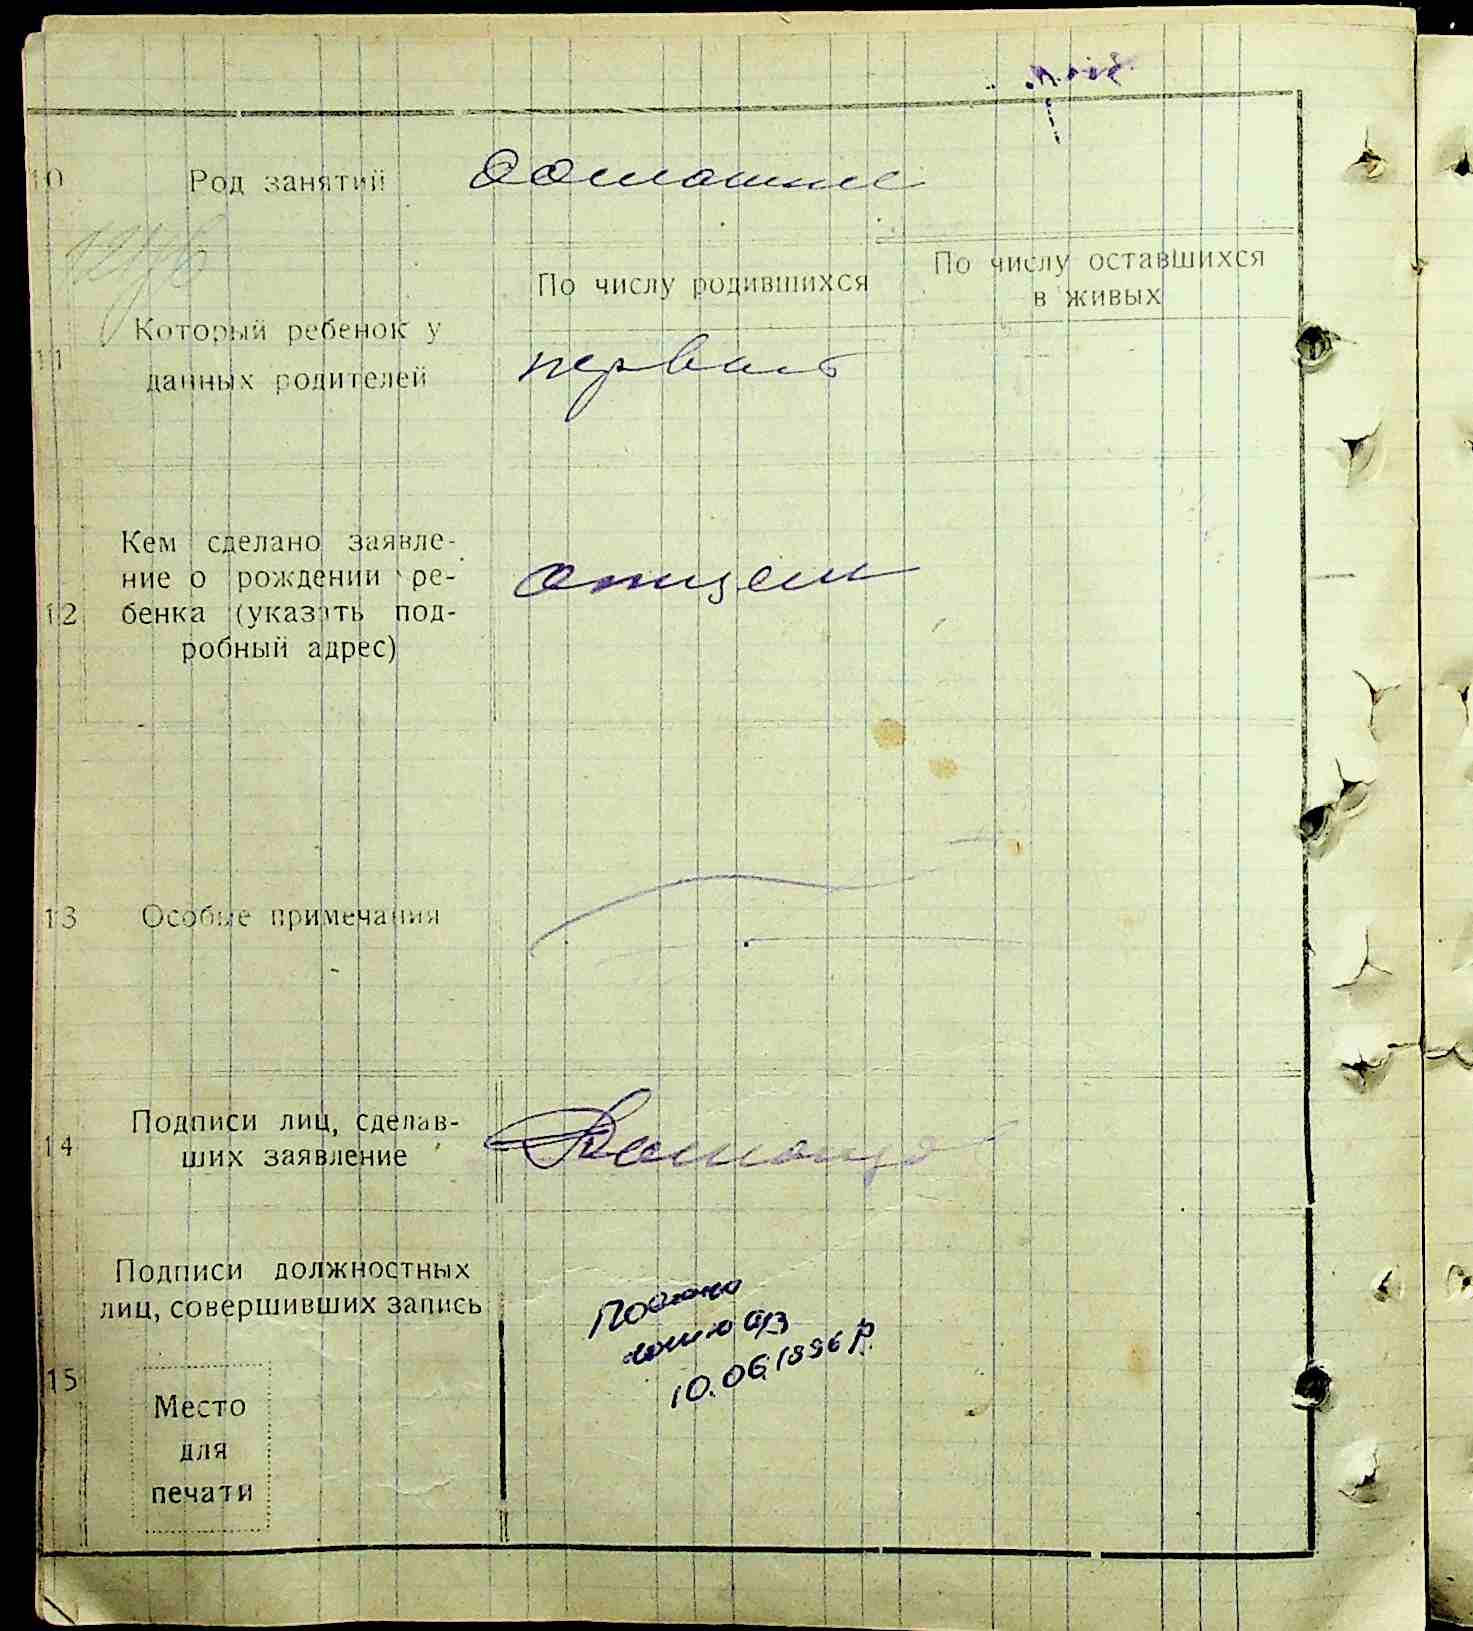 10 Род занятий домашние
По числу родившихся
По числу оставшихся
в живых
11 Который ребенок у
данных родителей
первый
Кем сделано заявле-
ние о рождении ре-
12 бенка (указать под-
робный адрес)
отцем
13 Особые примечания
14 Подписи лиц, сделав-
ших заявление
Подписи должностных
лиц, совершивших запись
10.06.1996 р.
15
Место
для
печати